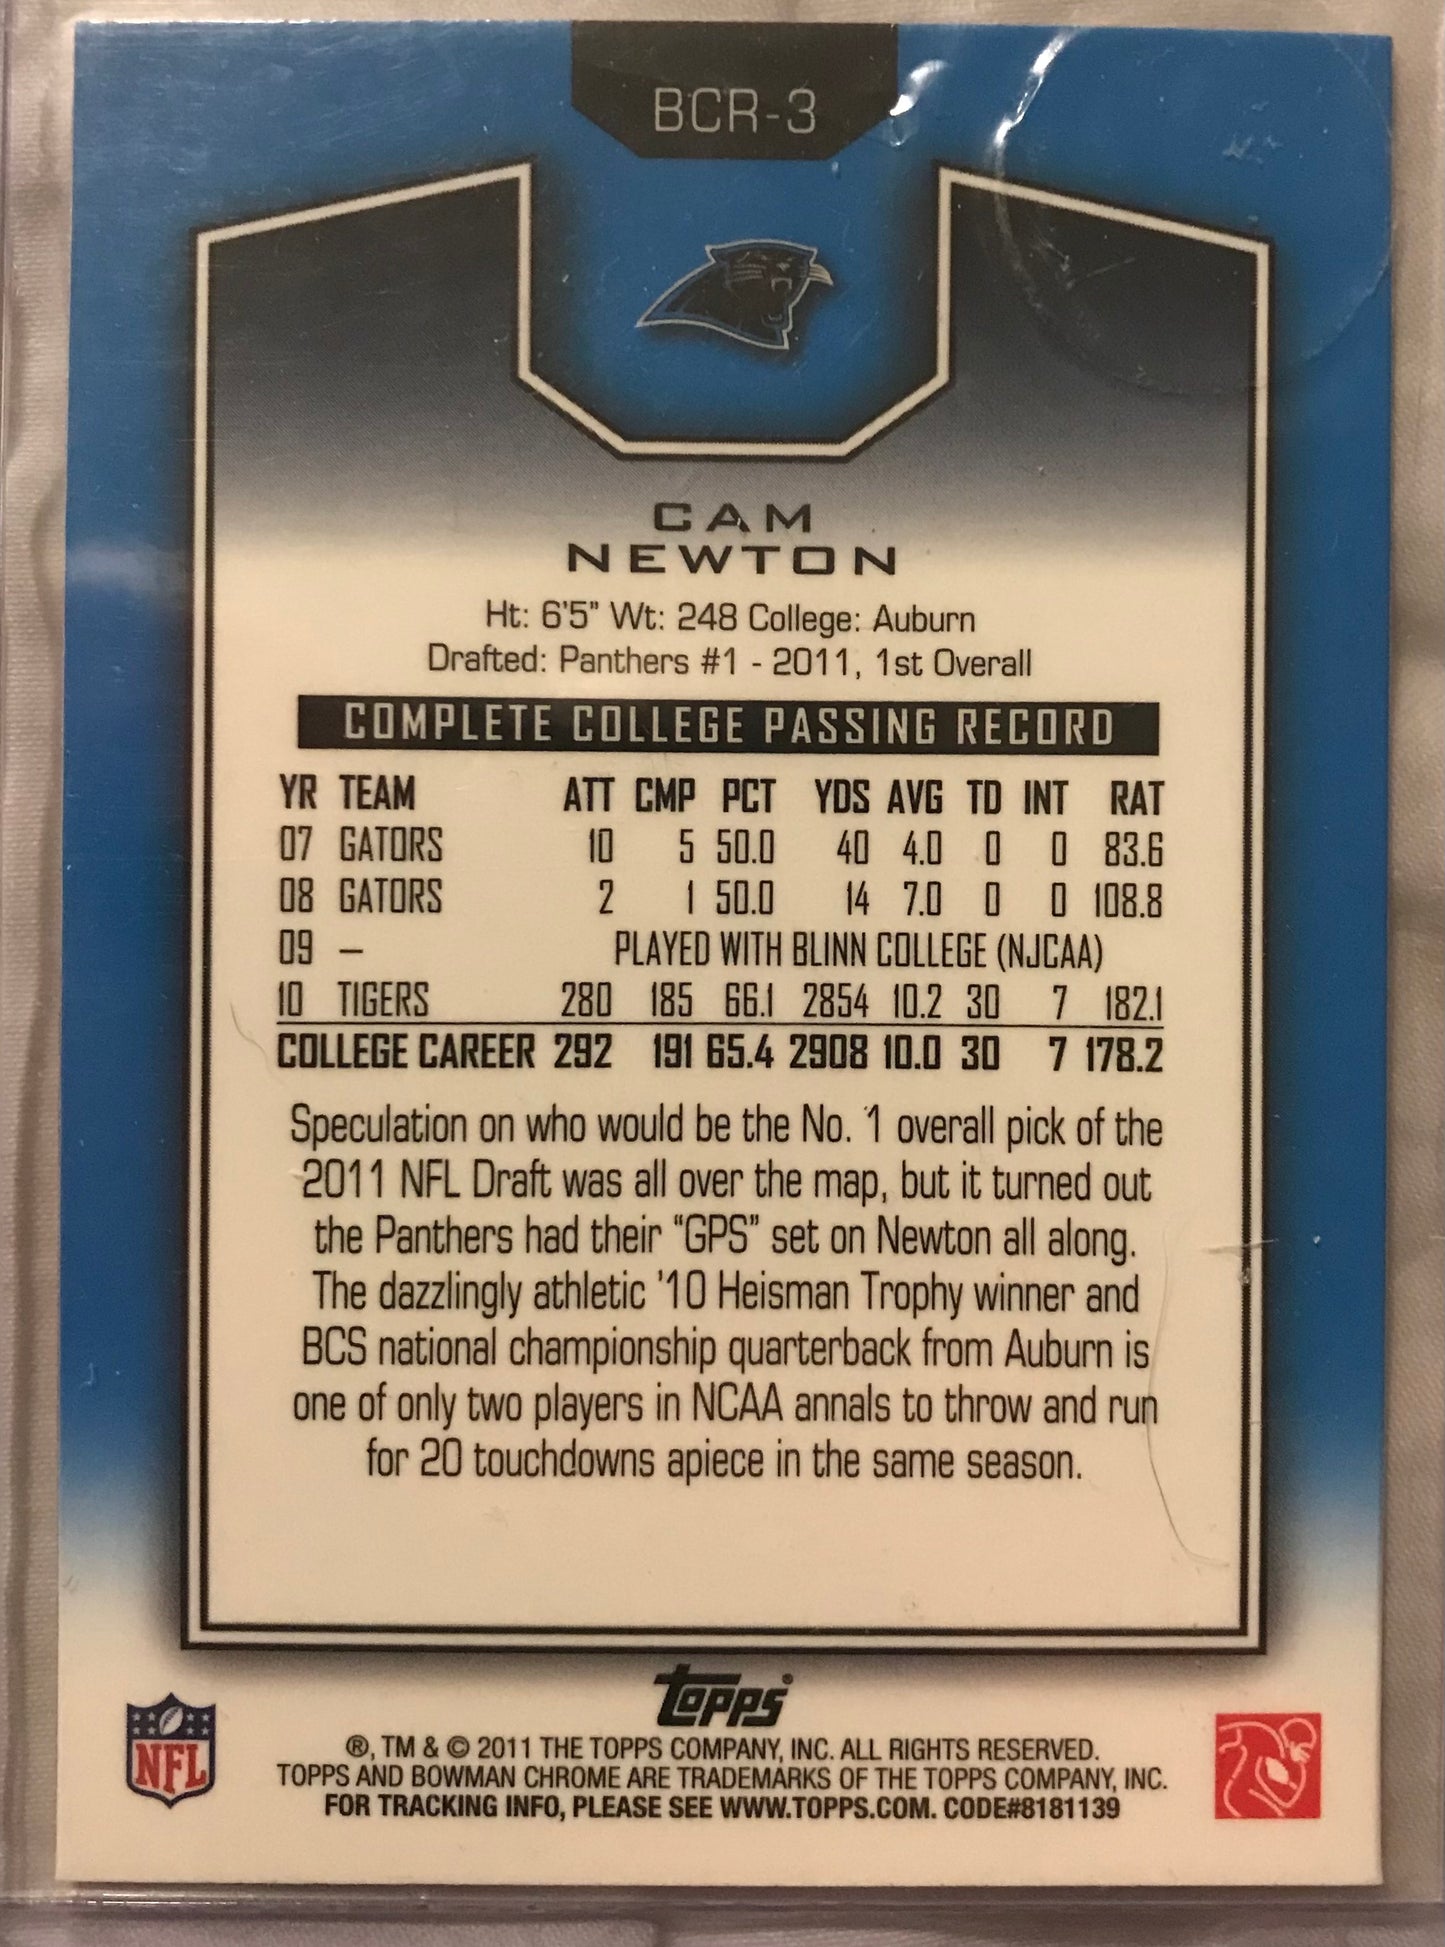 BCR-3
CAM
NEWTON
Ht: 6'5" Wt: 248 College: Auburn
Drafted: Panthers #1 - 2011, 1st Overall
COMPLETE COLLEGE PASSING RECORD
YR TEAM ATT CMP PCT YDS AVG TD INT RAT
07 GATORS 10 5 50.0 40 4.0 0 0 83.6
08 GATORS 2 1 50.0 14 7.0 0 0 108.8
09 – PLAYED WITH BLINN COLLEGE (NJCAA)
10 TIGERS 280 185 66.1 2854 10.2 30 7 182.1
COLLEGE CAREER 292 191 65.4 2908 10.0 30 7 178.2
Speculation on who would be the No. 1 overall pick of the
2011 NFL Draft was all over the map, but it turned out
the Panthers had their “GPS” set on Newton all along.
The dazzlingly athletic '10 Heisman Trophy winner and
BCS national championship quarterback from Auburn is
one of only two players in NCAA annals to throw and run
for 20 touchdowns apiece in the same season.
topps®
NFL
®, TM & © 2011 THE TOPPS COMPANY, INC. ALL RIGHTS RESERVED.
TOPPS AND BOWMAN CHROME ARE TRADEMARKS OF THE TOPPS COMPANY, INC.
FOR TRACKING INFO, PLEASE SEE WWW.TOPPS.COM. CODE#8181139